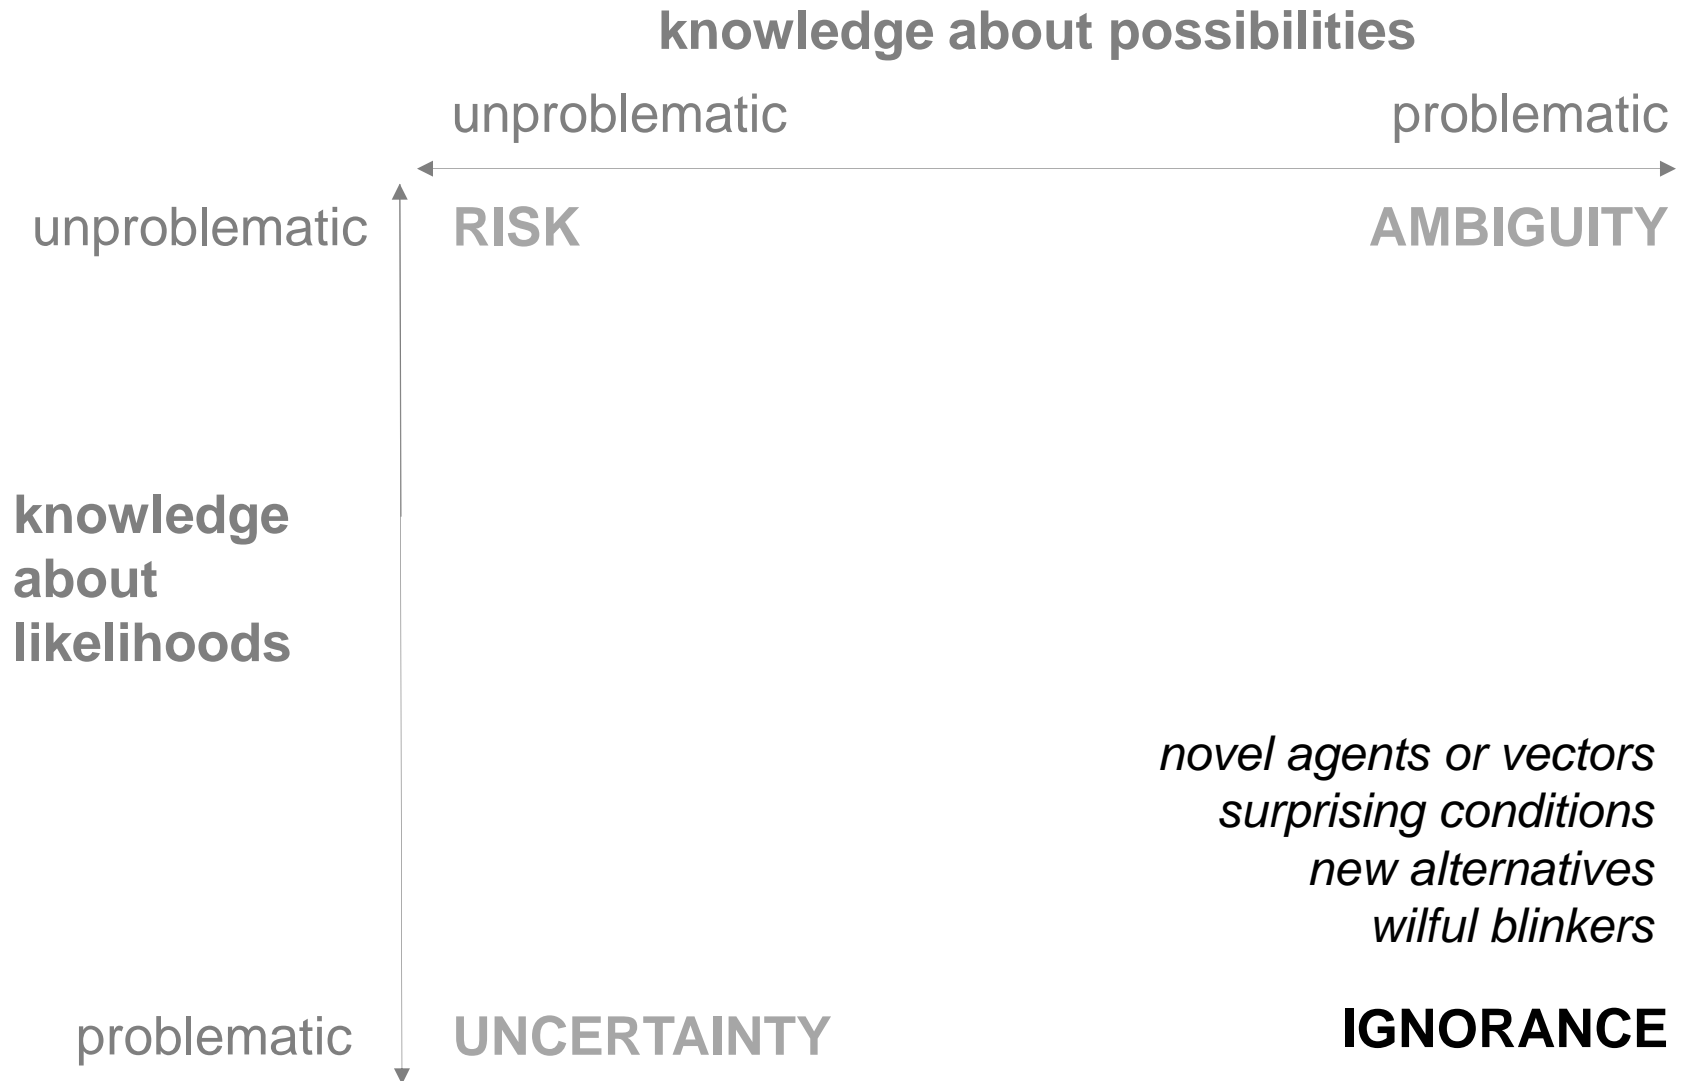 knowledge about possibilities
unproblematic problematic
unproblematic RISK AMBIGUITY
knowledge
about
likelihoods
novel agents or vectors
surprising conditions
new alternatives
wilful blinkers
problematic UNCERTAINTY IGNORANCE